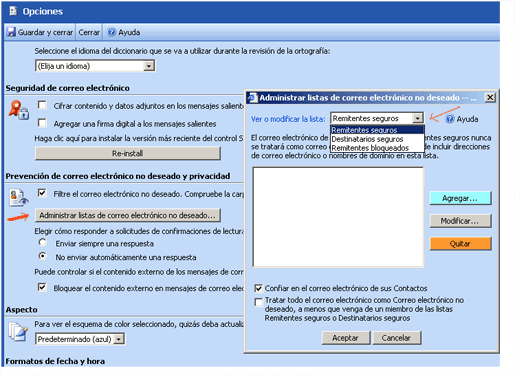 Opciones
Guardar y cerrar Cerrar Ayuda
Seleccione el idioma del diccionario que se va a utilizar durante la revisión de la ortografía:
(Elija un idioma)
Seguridad de correo electrónico
Cifrar contenido y datos adjuntos en los mensajes salientes
Agregar una firma digital a los mensajes salientes
Haga clic aquí para instalar la versión más reciente del control S
Re-install
Prevención de correo electrónico no deseado y privacidad
Filtre el correo electrónico no deseado. Compruebe la carp
Administrar listas de correo electrónico no deseado...
Elegir cómo responder a solicitudes de confirmaciones de lectura
Enviar siempre una respuesta
No enviar automáticamente una respuesta
Puede controlar si el contenido externo de los mensajes de corr
Bloquear el contenido externo en mensajes de correo elec
Aspecto
Para ver el esquema de color seleccionado, quizás deba actualiz
Predeterminado (azul)
Formatos de fecha y hora
Administrar listas de correo electrónico no deseado --
Ver o modificar la lista: Remitentes seguros Ayuda
Remitentes seguros
Destinatarios seguros
Remitentes bloqueados
El correo electrónico de entes seguros nunca
se tratará como correo de incluir direcciones
de correo electrónico o nombres de dominio en esta lista.
Agregar...
Modificar...
Quitar
Confiar en el correo electrónico de sus Contactos
Tratar todo el correo electrónico como Correo electrónico no
deseado, a menos que venga de un miembro de las listas
Remitentes seguros o Destinatarios seguros
Aceptar Cancelar